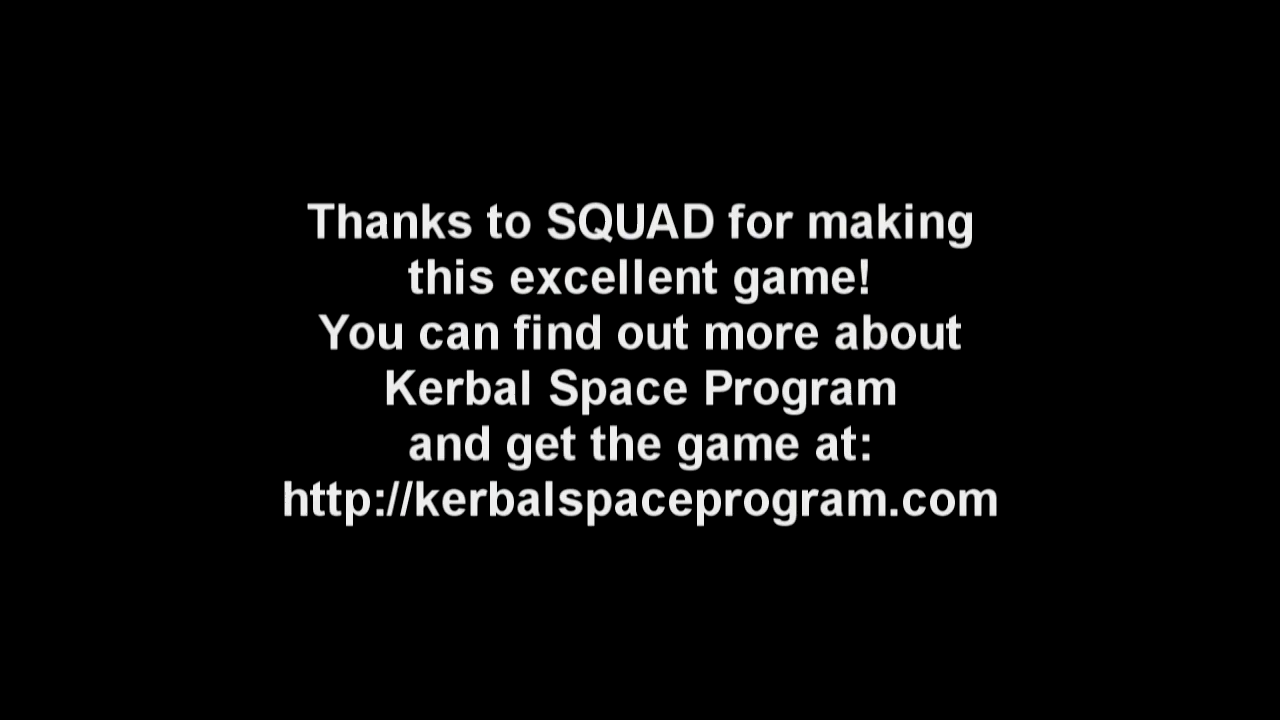 Thanks to SQUAD for making
this excellent game!
You can find out more about
Kerbal Space Program
and get the game at:
http://kerbalspaceprogram.com